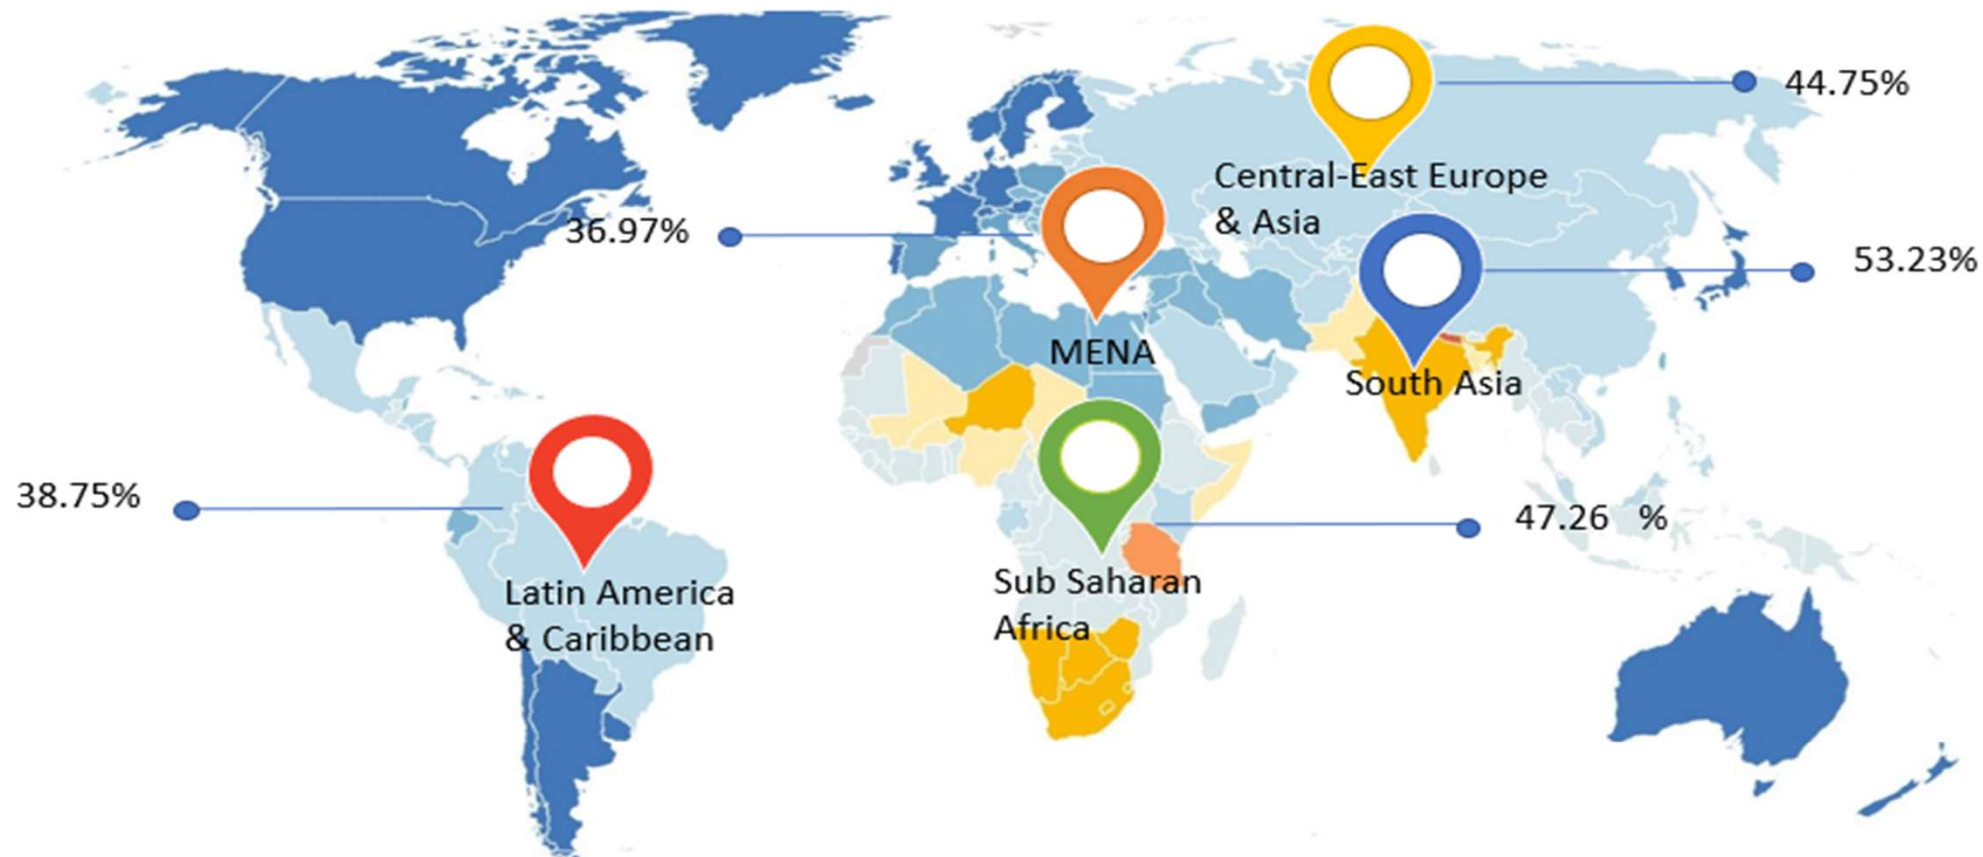 44.75%
Central-East Europe
& Asia
36.97%
53.23%
MENA
South Asia
38.75%
47.26 %
Latin America
& Caribbean
Sub Saharan
Africa